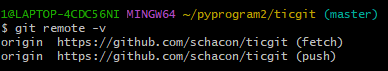 1@LAPTOP-4CDC56NI MINGW64 ~/pyprogram2/ticgit (master)
$ git remote -v
origin  https://github.com/schacon/ticgit (fetch)
origin  https://github.com/schacon/ticgit (push)